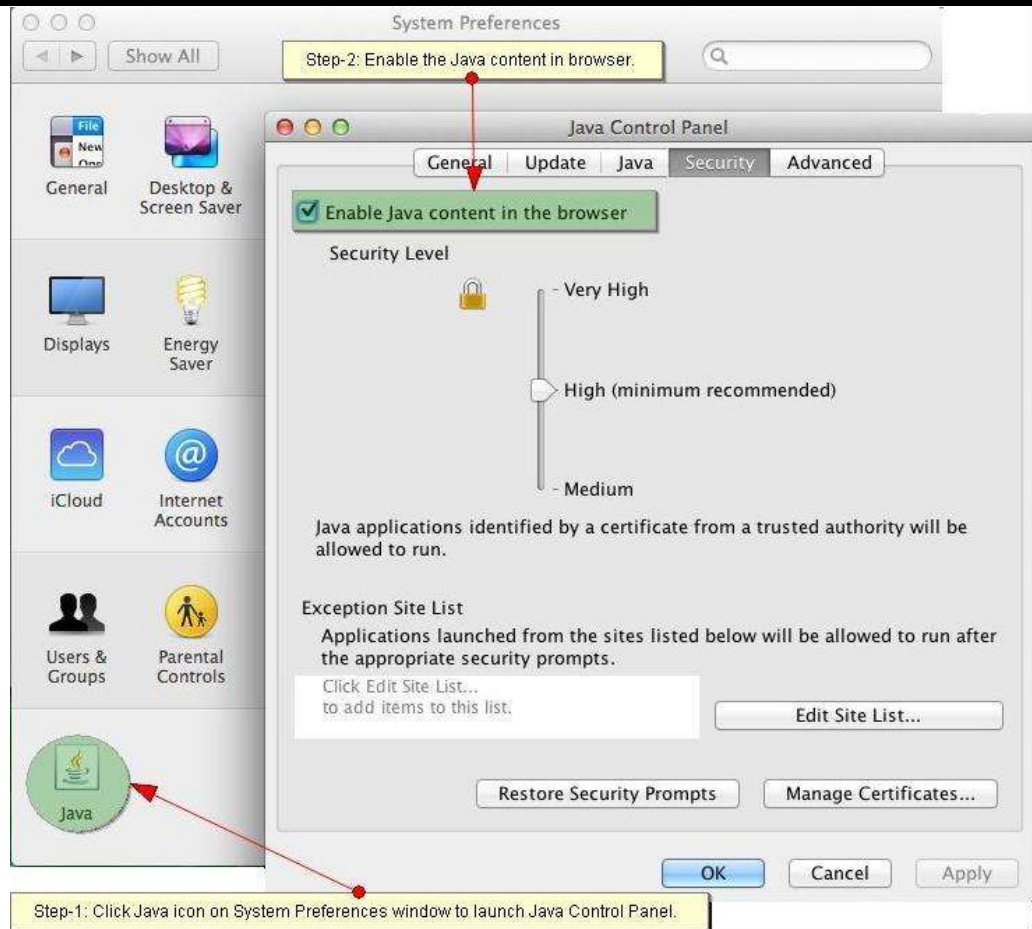 System Preferences
Show All
Step-2: Enable the Java content in browser.
File
New
General
Desktop &
Screen Saver
Java Control Panel
General
Update
Java
Security
Advanced
Enable Java content in the browser
Security Level
- Very High
Displays
Energy
Saver
High (minimum recommended)
- Medium
iCloud
Internet
Accounts
Java applications identified by a certificate from a trusted authority will be
allowed to run.
Exception Site List
Applications launched from the sites listed below will be allowed to run after
the appropriate security prompts.
Users &
Groups
Parental
Controls
Click Edit Site List...
to add items to this list.
Edit Site List...
Java
Restore Security Prompts
Manage Certificates...
OK
Cancel
Apply
Step-1: Click Java icon on System Preferences window to launch Java Control Panel.